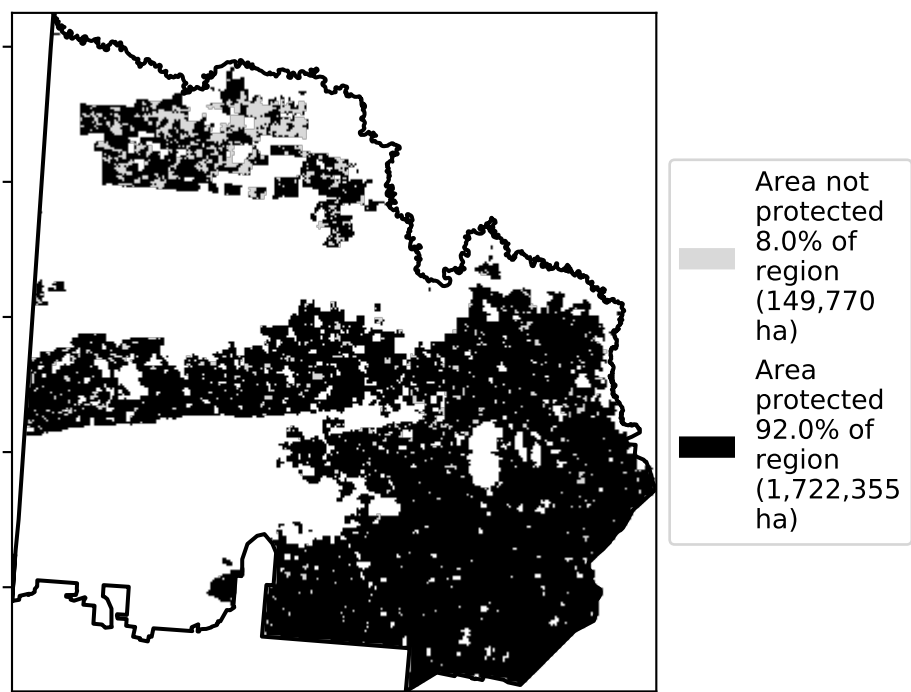 Area not
protected
8.0% of
region
(149,770
ha)
Area
protected
92.0% of
region
(1,722,355
ha)